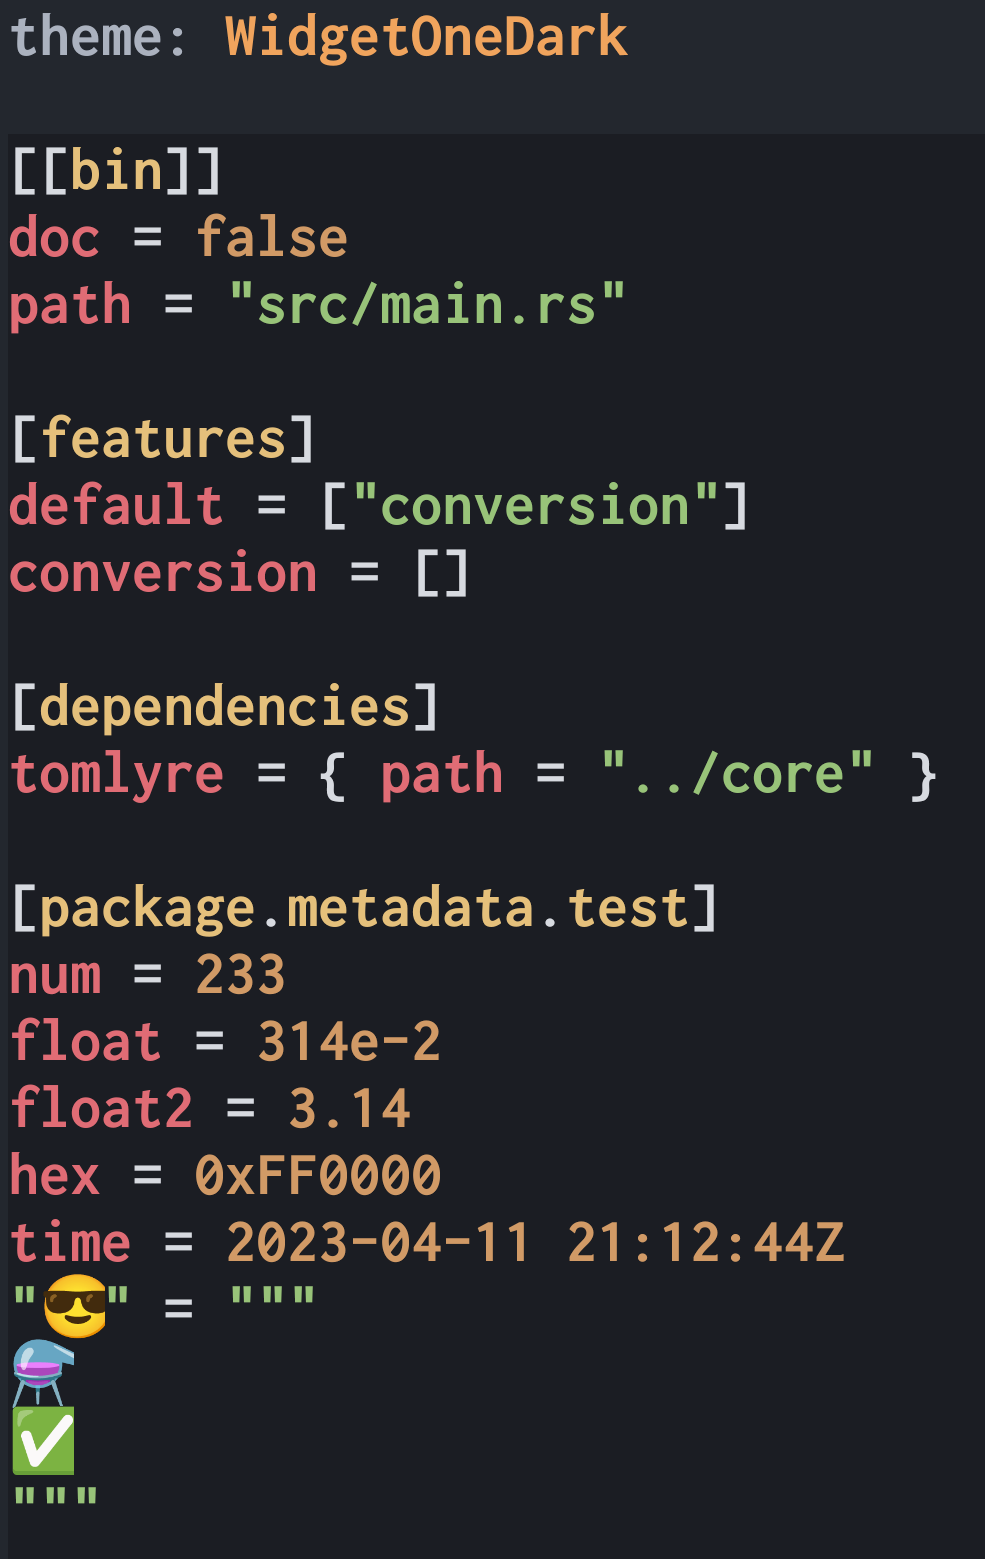 theme: WidgetOneDark
[[bin]]
doc = false
path = "src/main.rs"
[features]
default = ["conversion"]
conversion = []
[dependencies]
tomlyre = { path = "../core" }
[package.metadata.test]
num = 233
float = 314e-2
float2 = 3.14
hex = 0xFF0000
time = 2023-04-11 21:12:44Z
"😎" = """
⚗️
✅
"""